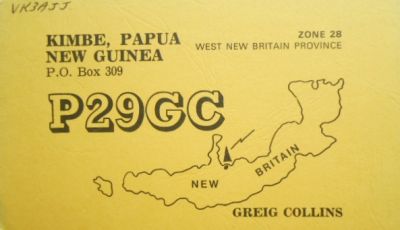 VK3AJJ
ZONE 28
WEST NEW BRITAIN PROVINCE
KIMBE, PAPUA
NEW GUINEA
P.O. Box 309
P29GC
NEW BRITAIN
GREIG COLLINS